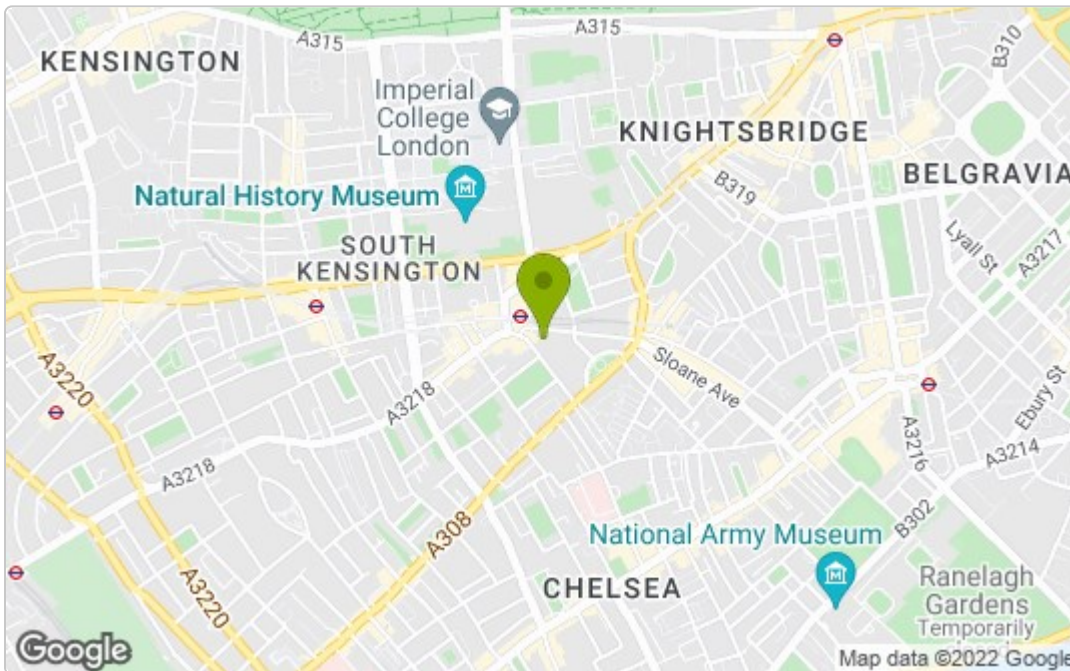 A315
A315
B310
KENSINGTON
Imperial
College
London
KNIGHTSBRIDGE
BELGRAVIA
B319
Natural History Museum
SOUTH
KENSINGTON
Lyall St
A3217
A3220
Sloane Ave
Ebury St
A3218
A3218
A3216
A3214
A308
B302
National Army Museum
CHELSEA
Ranelagh
Gardens
Temporarily
A3220
Google
Map data ©2022 Google